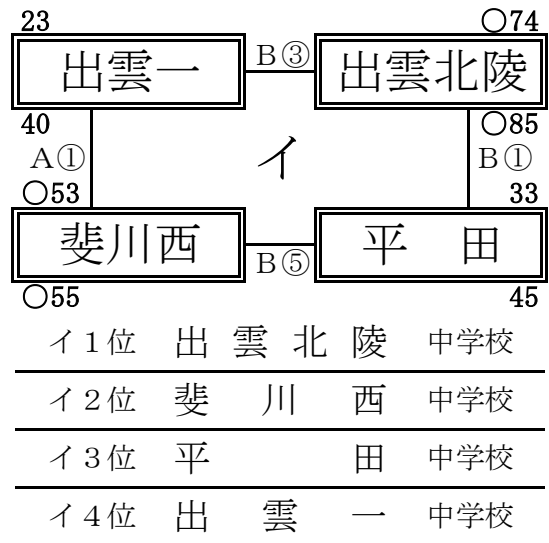 23 ○74
出雲一 B③ 出雲北陵
40 ○85
A① イ B①
○53 33
斐川西 B⑤ 平 田
○55 45
イ1位 出 雲 北 陵 中学校
イ2位 斐 川 西 中学校
イ3位 平 田 中学校
イ4位 出 雲 一 中学校